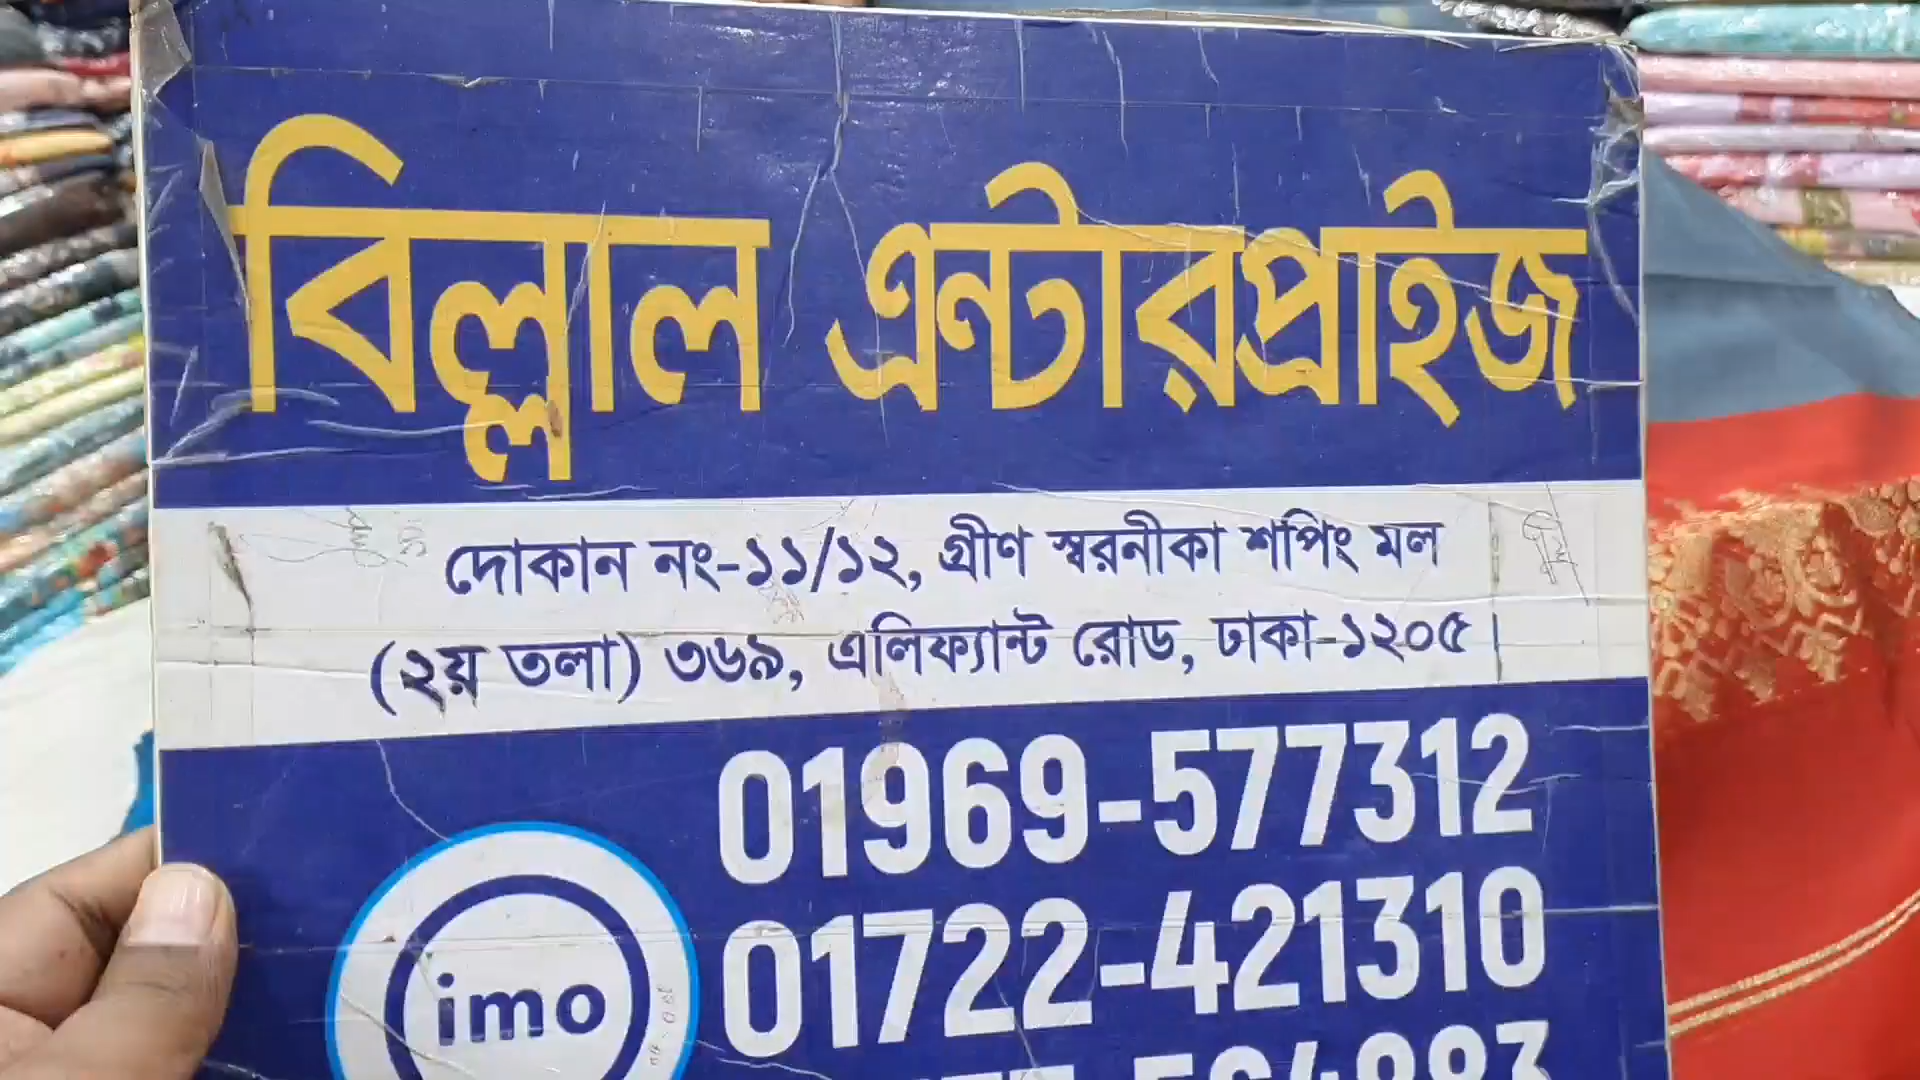 বিল্লাল এন্টারপ্রাইজ
দোকান নং-১১/১২, গ্রীণ স্বরনীকা শপিং মল
(২য় তলা) ৩৬৯, এলিফ্যান্ট রোড, ঢাকা-১২০৫
01969-577312
01722-421310
imo